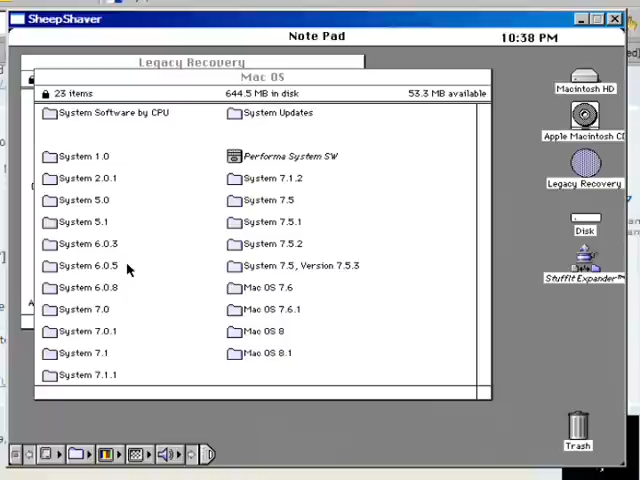 SheepShaver
Note Pad
10:38 PM
Legacy Recovery
Mac OS
23 items
644.5 MB in disk
53.3 MB available
System Software by CPU
System Updates
System 1.0
Performa System SW
System 2.0.1
System 7.1.2
System 5.0
System 7.5
System 5.1
System 7.5.1
System 6.0.3
System 7.5.2
System 6.0.5
System 7.5, Version 7.5.3
System 6.0.8
Mac OS 7.6
System 7.0
Mac OS 7.6.1
System 7.0.1
Mac OS 8
System 7.1
Mac OS 8.1
System 7.1.1
Macintosh HD
Apple Macintosh CD
Legacy Recovery
Disk
StuffIt Expander™
Trash